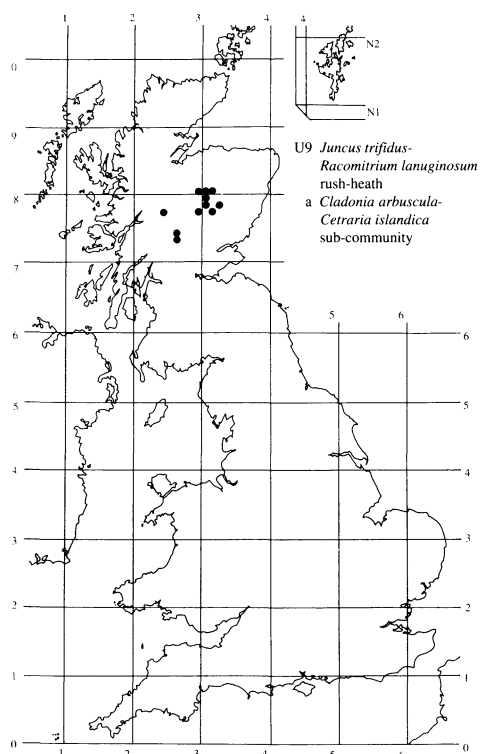 1 2 3 4
N2
0
N1
9
U9 Juncus trifidus-
Racomitrium lanuginosum
rush-heath
8
a Cladonia arbuscula-
Cetraria islandica
sub-community
7
5 6
6 6
5 5
4 4
3 3
2 2
1 1
0 0
1 2 3 4 5 6